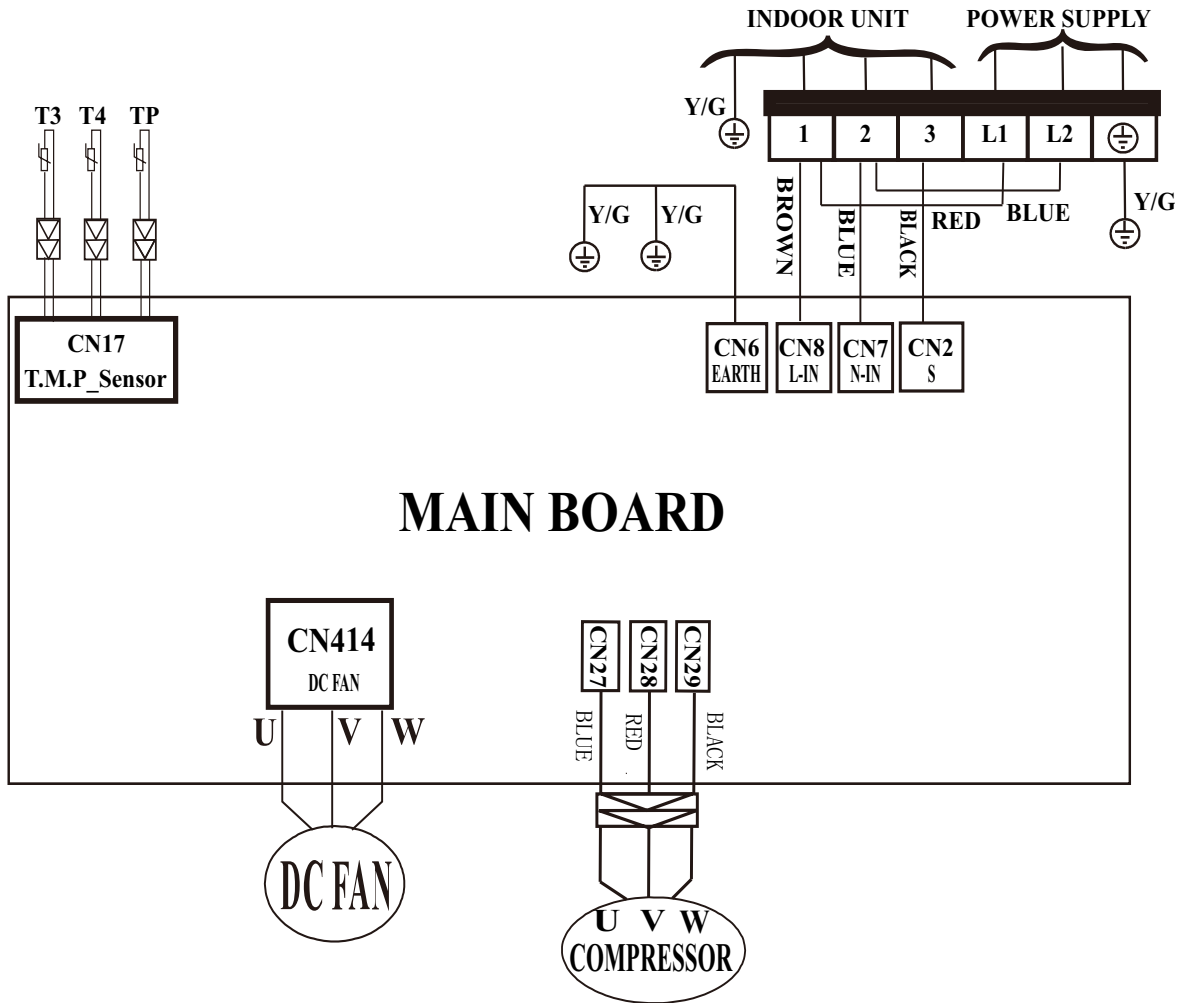 INDOOR UNIT POWER SUPPLY
T3 T4 TP
Y/G
1 2 3 L1 L2
Y/G Y/G
BROWN
BLUE
BLACK
RED
BLUE
Y/G
CN17
T.M.P_Sensor
CN6
EARTH
CN8
L-IN
CN7
N-IN
CN2
S
MAIN BOARD
CN414
DC FAN
U V W
DC FAN
CN27
CN28
CN29
BLUE
RED
BLACK
U V W
COMPRESSOR